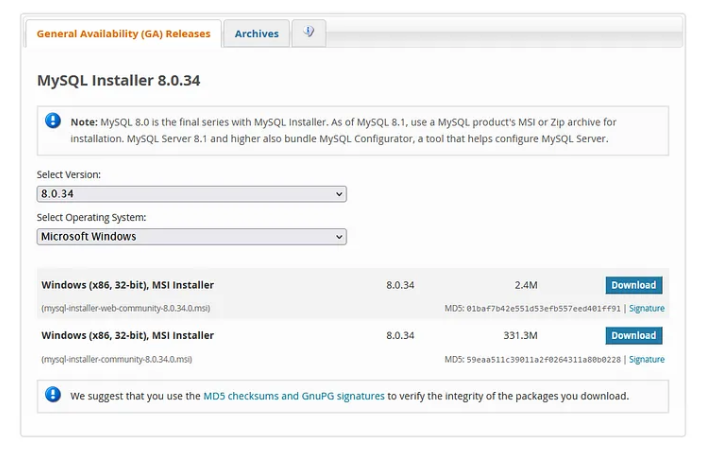 General Availability (GA) Releases
Archives
MySQL Installer 8.0.34
Note: MySQL 8.0 is the final series with MySQL Installer. As of MySQL 8.1, use a MySQL product's MSI or Zip archive for
installation. MySQL Server 8.1 and higher also bundle MySQL Configurator, a tool that helps configure MySQL Server.
Select Version:
8.0.34
Select Operating System:
Microsoft Windows
Windows (x86, 32-bit), MSI Installer 8.0.34 2.4M Download
(mysql-installer-web-community-8.0.34.0.msi) MD5: 01baf7b42e551d53efb557eed401ff91 | Signature
Windows (x86, 32-bit), MSI Installer 8.0.34 331.3M Download
(mysql-installer-community-8.0.34.0.msi) MD5: 59eaa511c39011a2f0264311a80b0228 | Signature
We suggest that you use the MD5 checksums and GnuPG signatures to verify the integrity of the packages you download.